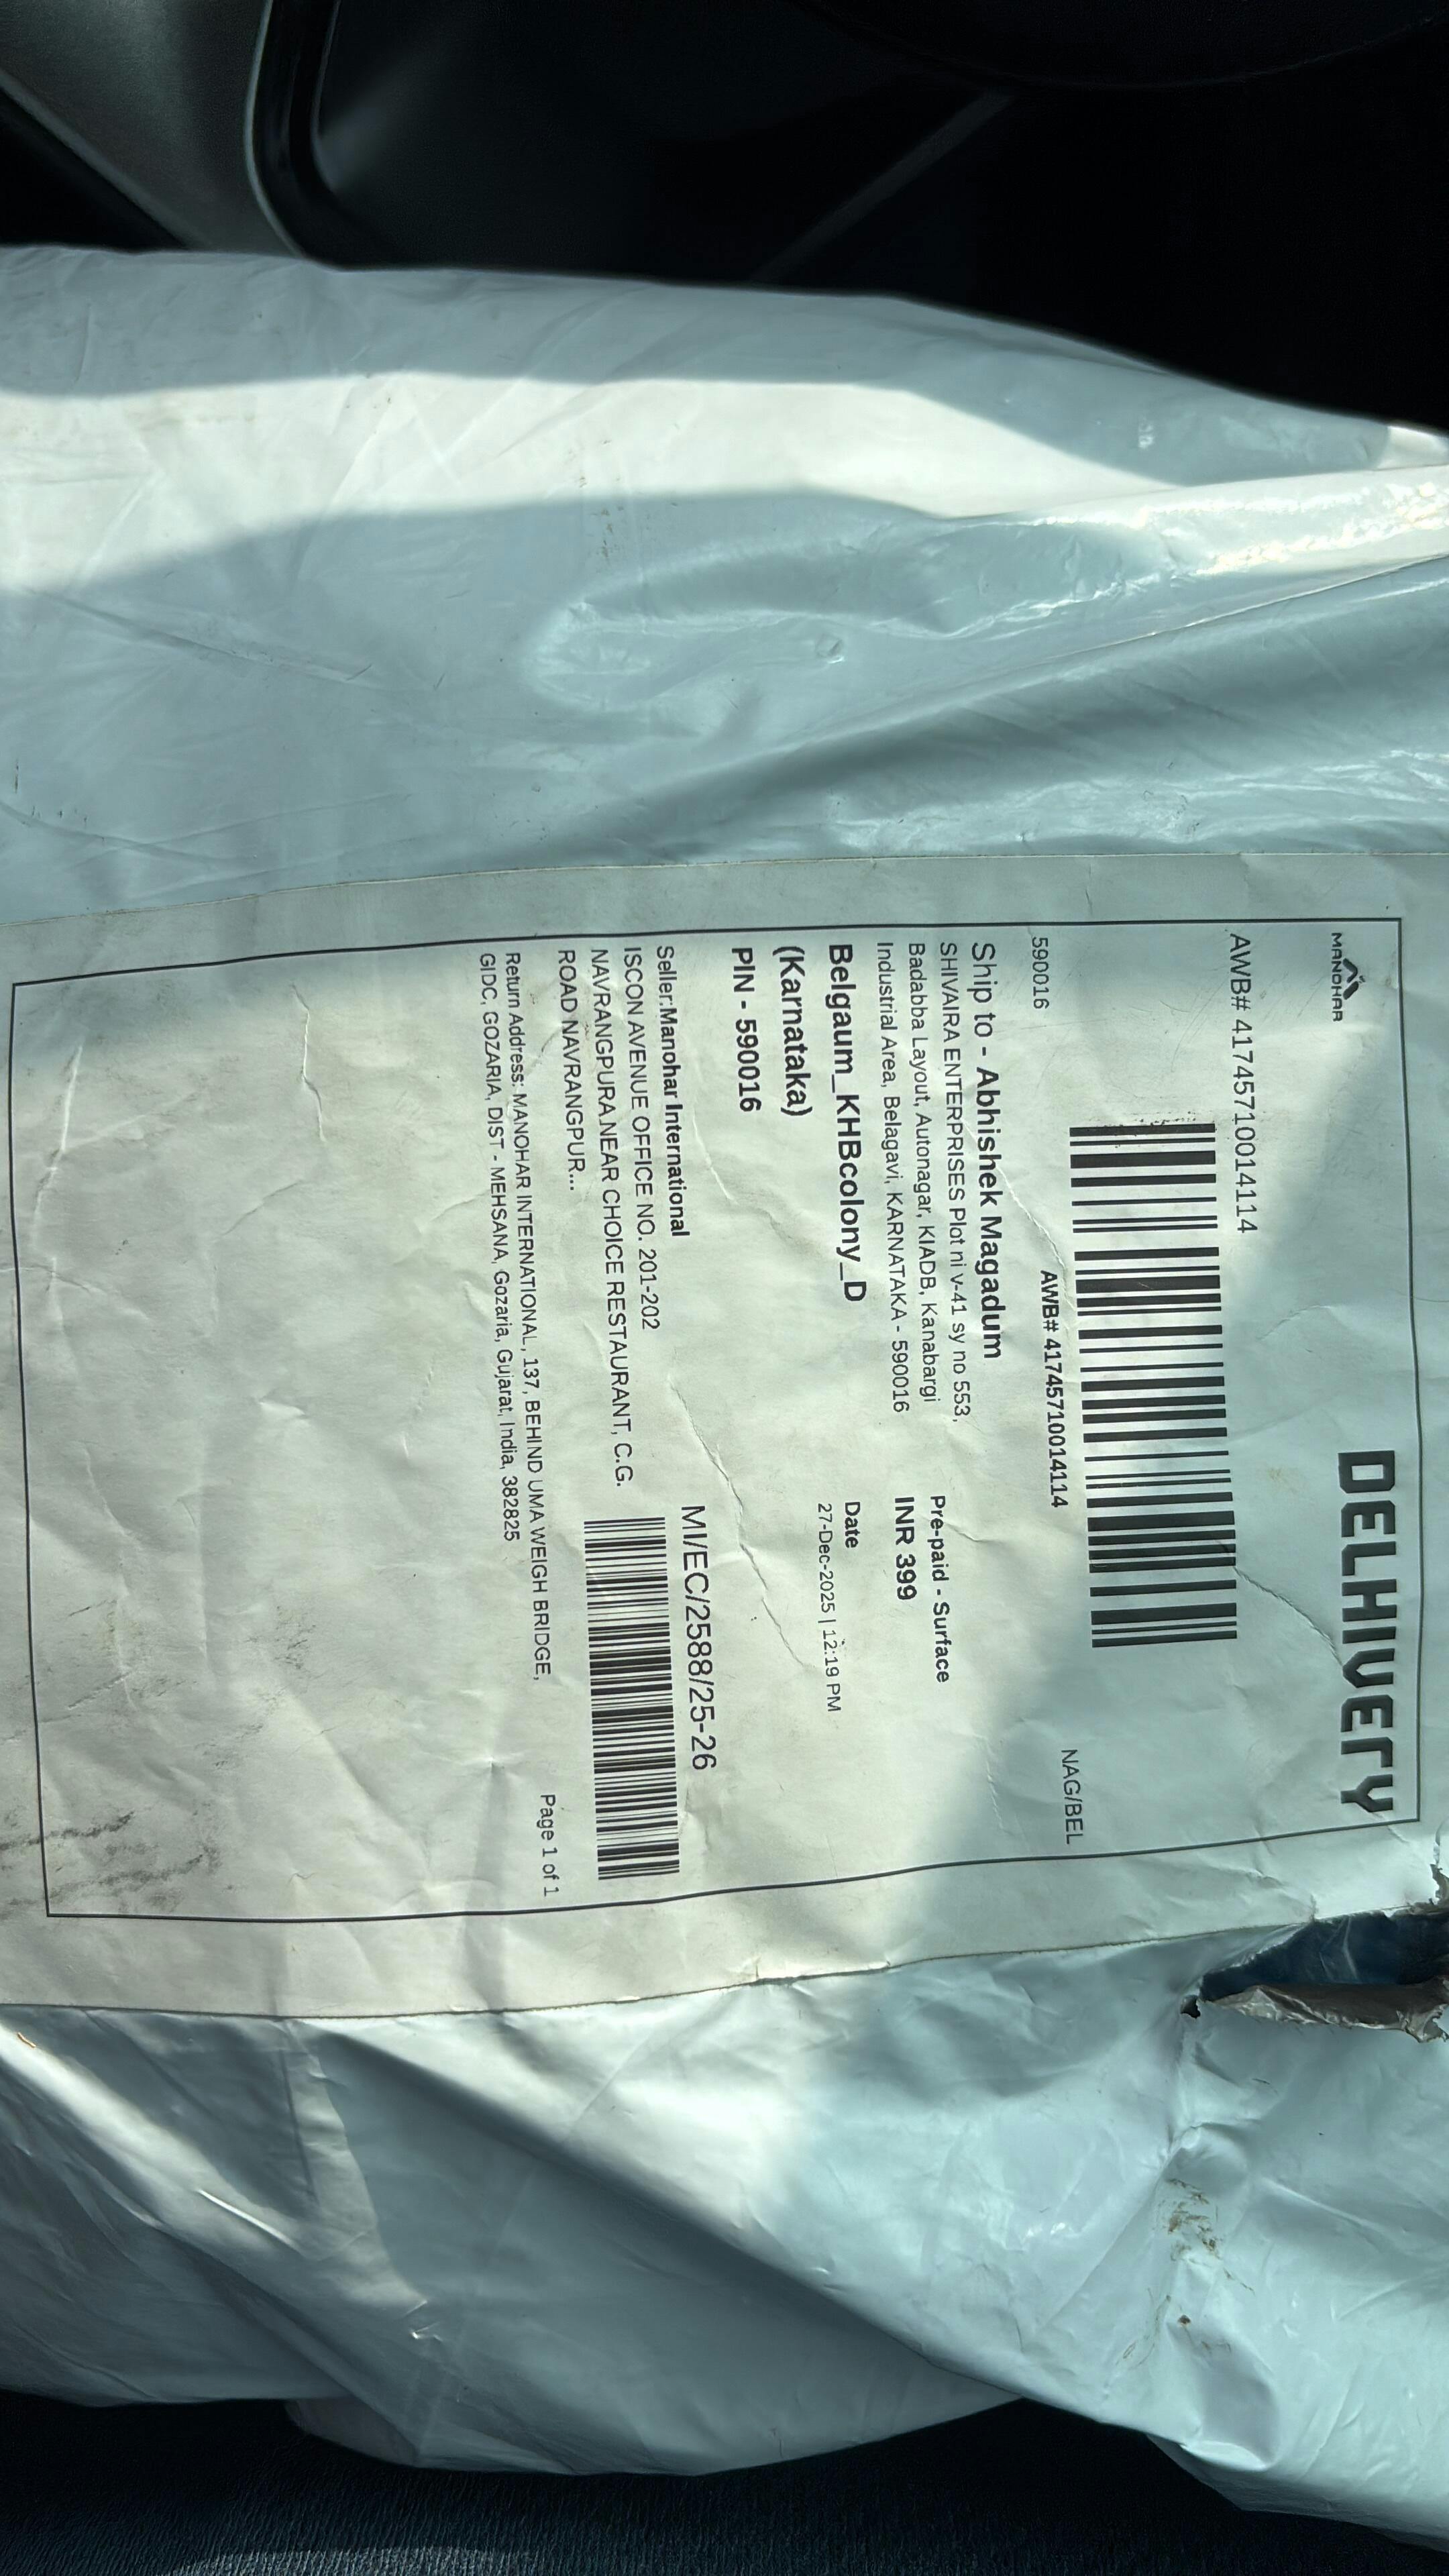 MANOHAR
DELHIVERY
AWB# 41745710014114
AWB# 41745710014114
590016
NAG/BEL
Ship to - Abhishek Magadum
SHIVAIRA ENTERPRISES Plot ni v-41 sy no 553,
Badabba Layout, Autonagar, KIADB, Kanabargi
Industrial Area, Belagavi, KARNATAKA - 590016
Belgaum_KHBcolony_D
(Karnataka)
PIN - 590016
Pre-paid - Surface
INR 399
Date
27-Dec-2025 | 12:19 PM
Seller:Manohar International
ISCON AVENUE OFFICE NO. 201-202
NAVRANGPURA,NEAR CHOICE RESTAURANT, C.G.
ROAD NAVRANGPUR...
MI/EC/2588/25-26
Return Address: MANOHAR INTERNATIONAL, 137, BEHIND UMA WEIGH BRIDGE,
GIDC, GOZARIA, DIST - MEHSANA, Gozaria, Gujarat, India, 382825
Page 1 of 1